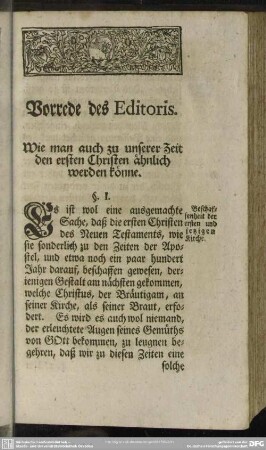 Vorrede des Editoris.
Wie man auch zu unserer Zeit
den ersten Christen ähnlich
werden könne.
§. I.
Es ist wol eine ausgemachte
Sache, daß die ersten Christen
des Neuen Testaments, wie
sie sonderlich zu den Zeiten der Apo-
stel, und etwa noch ein paar hundert
Jahr darauf, beschaffen gewesen, der-
jenigen Gestalt am nächsten gekommen,
welche Christus, der Bräutigam, an
seiner Kirche, als seiner Braut, erfo-
dert. Es wird es auch wol niemand,
der erleuchtete Augen seines Gemüths
von GOtt bekommen, zu leugnen be-
gehren, daß wir zu diesen Zeiten eine
solche
Beschaf-
fenheit der
ersten und
jetzigen
Kirche.